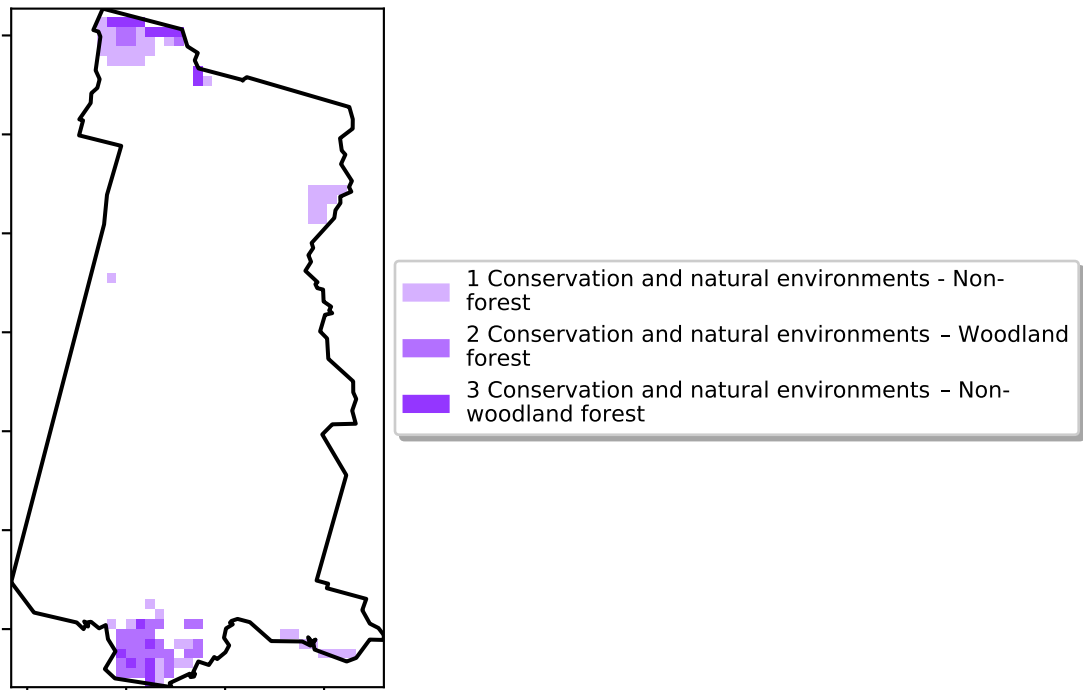 1 Conservation and natural environments - Non-
forest
2 Conservation and natural environments – Woodland
forest
3 Conservation and natural environments – Non-
woodland forest